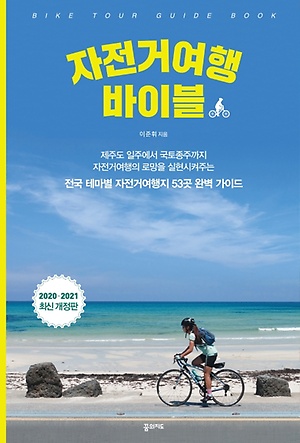 BIKE TOUR GUIDE BOOK
자전거여행
바이블
이준휘 지음
제주도 일주에서 국토종주까지
자전거여행의 로망을 실현시켜주는
전국 테마별 자전거여행지 53곳 완벽 가이드
2020·2021
최신 개정판
꿈의지도